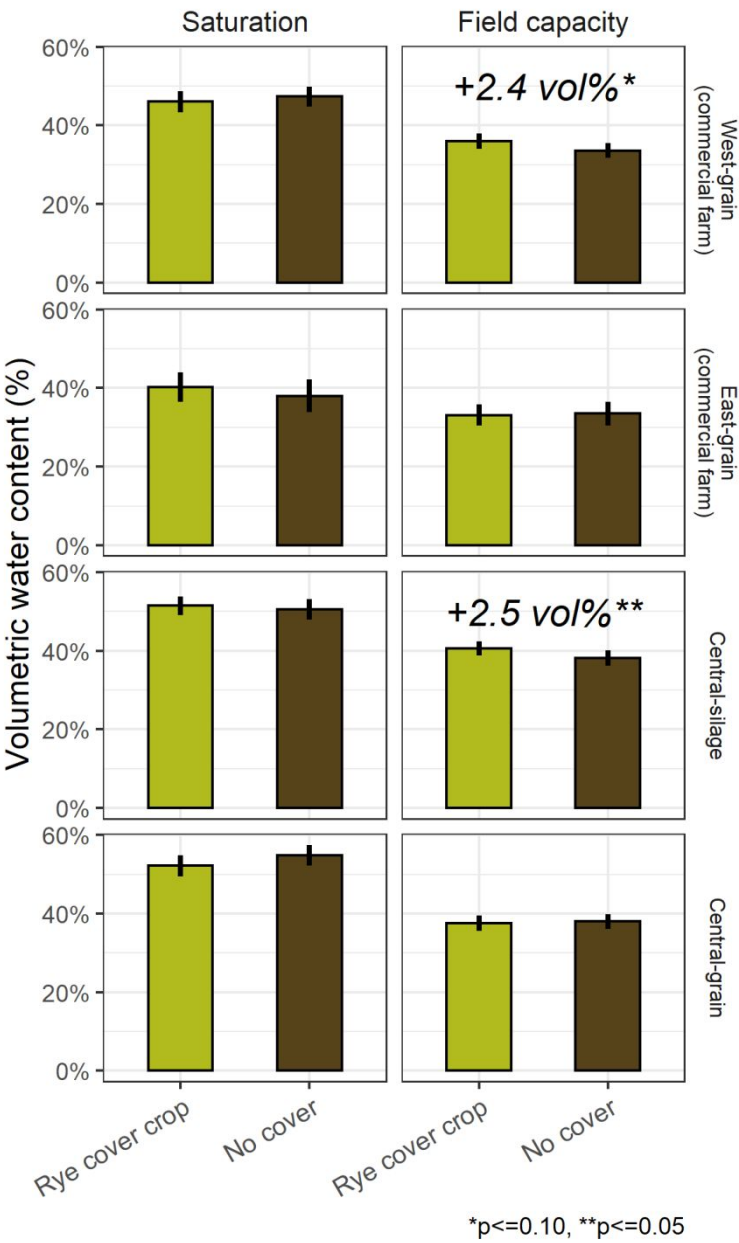 Saturation
Field capacity
Volumetric water content (%)
60%
40%
20%
0%
+2.4 vol%*
West-grain
(commercial farm)
60%
40%
20%
0%
East-grain
(commercial farm)
60%
40%
20%
0%
+2.5 vol%**
Central-silage
60%
40%
20%
0%
Central-grain
Rye cover crop
No cover
Rye cover crop
No cover
*p<=0.10, **p<=0.05